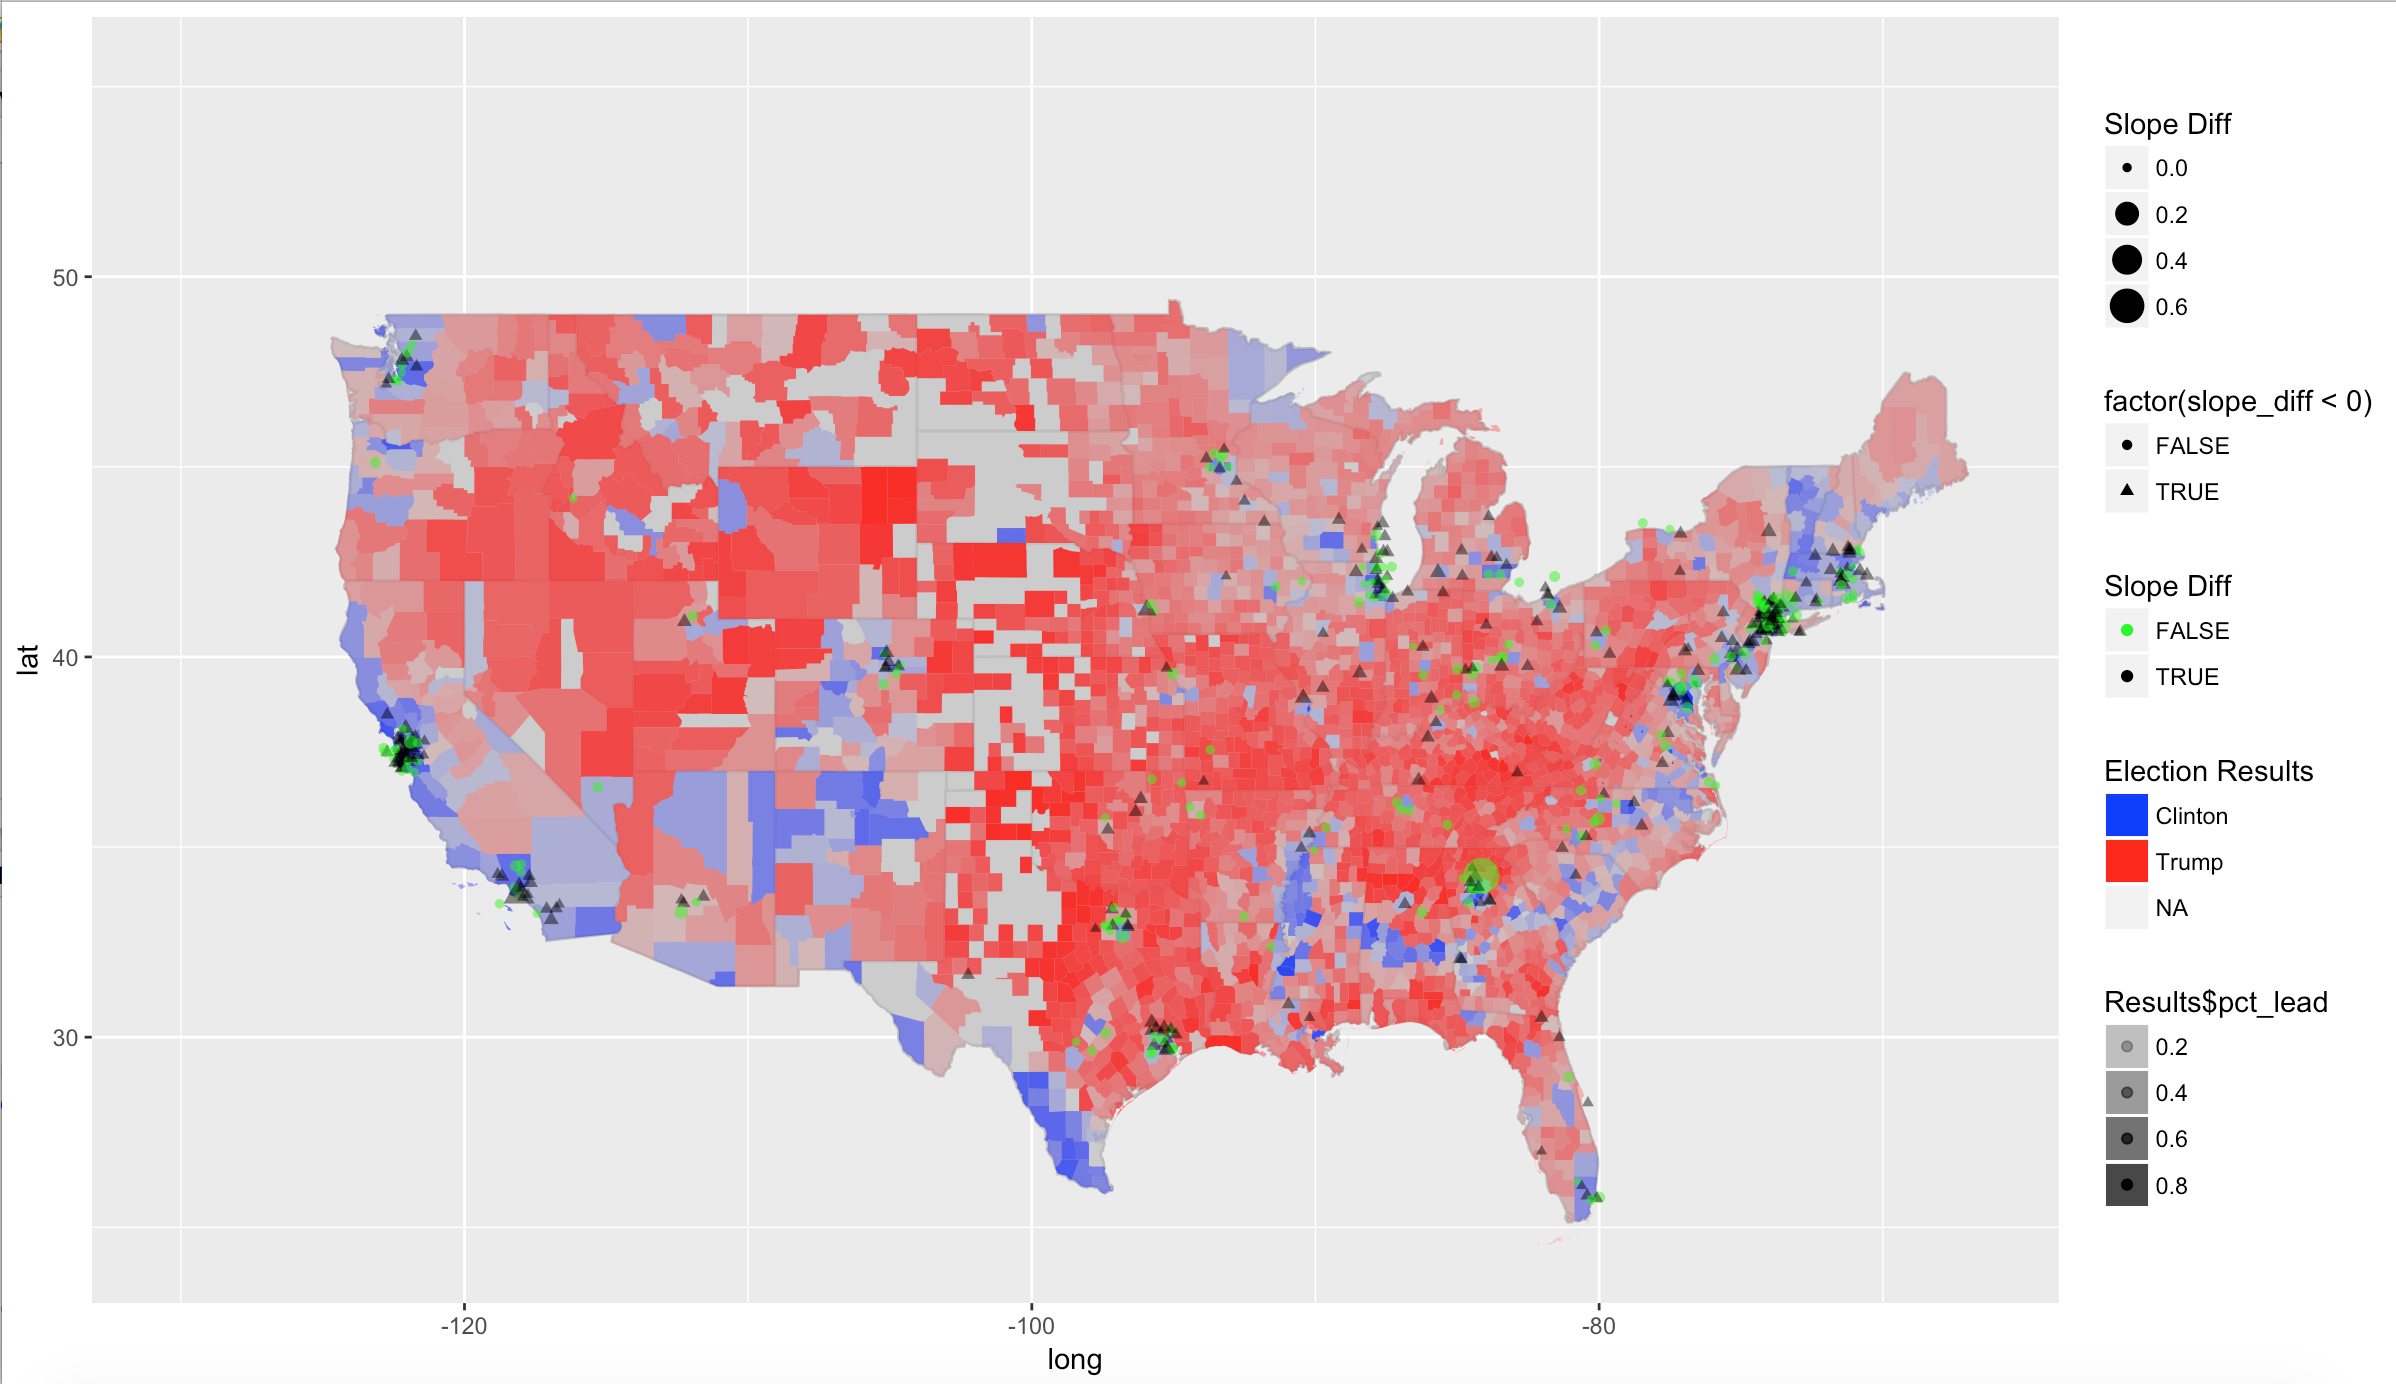 50
40
30
lat
-120
-100
-80
long
Slope Diff
0.0
0.2
0.4
0.6
factor(slope_diff < 0)
FALSE
TRUE
Slope Diff
FALSE
TRUE
Election Results
Clinton
Trump
NA
Results$pct_lead
0.2
0.4
0.6
0.8